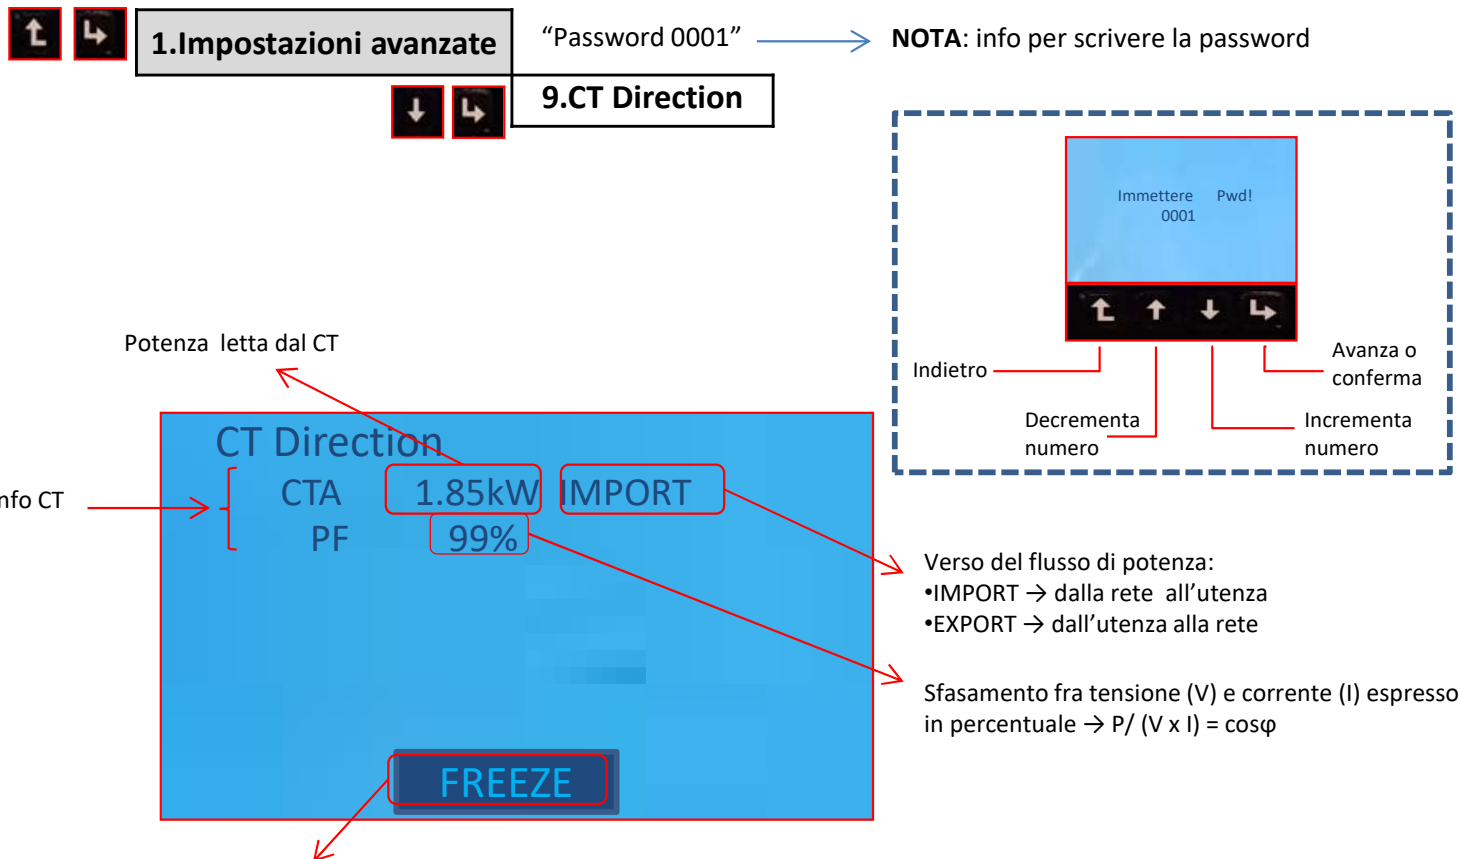 1.Impostazioni avanzate
“Password 0001”
NOTA: info per scrivere la password
9.CT Direction
Immettere Pwd!
0001
Indietro
Avanza o
conferma
Decrementa
numero
Incrementa
numero
Potenza letta dal CT
CT Direction
CTA 1.85kW IMPORT
PF 99%
CT
Verso del flusso di potenza:
•IMPORT → dalla rete all’utenza
•EXPORT → dall’utenza alla rete
Sfasamento fra tensione (V) e corrente (I) espresso
in percentuale → P/ (V x I) = cosφ
FREEZE